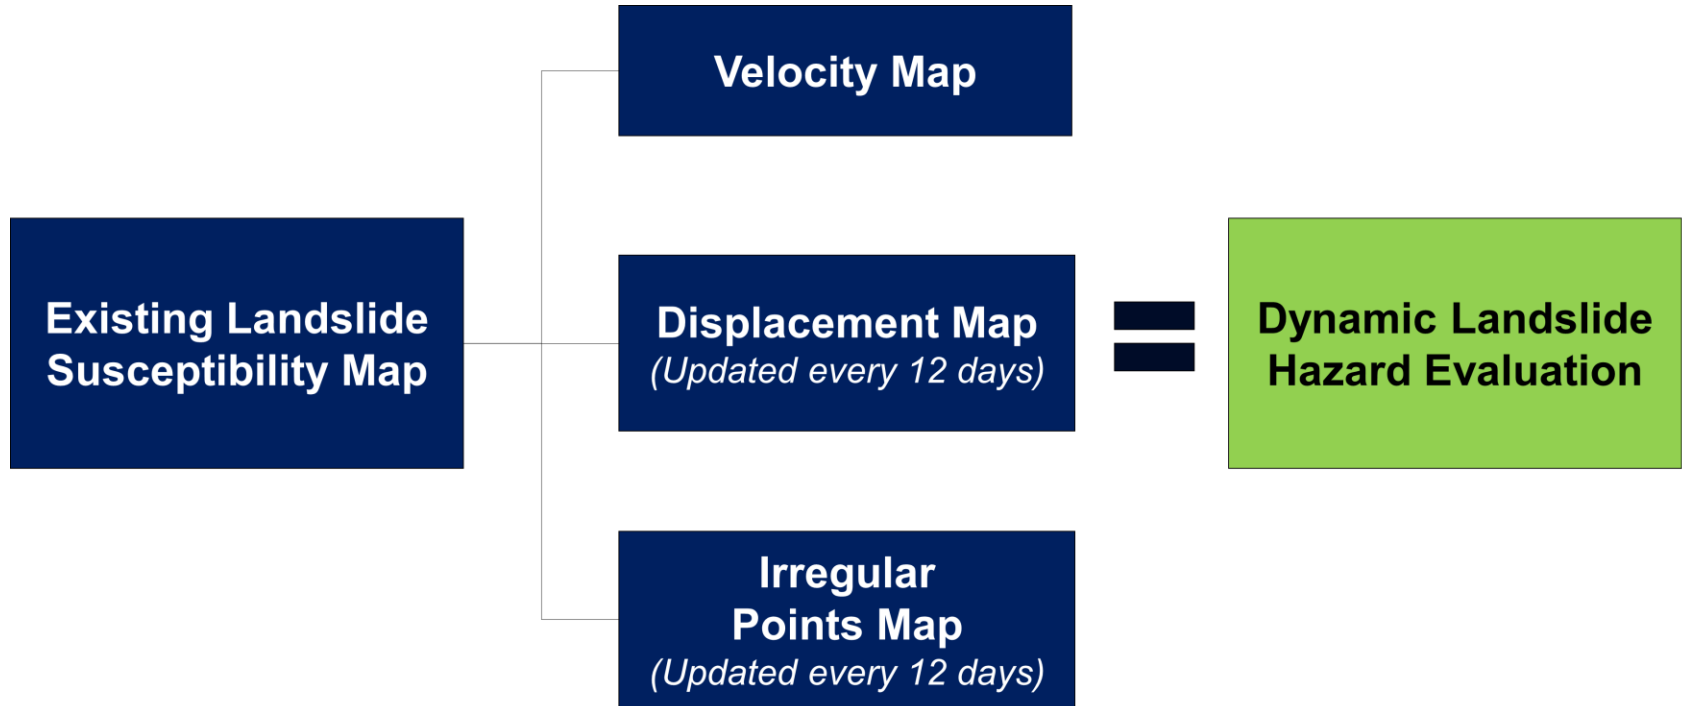 Velocity Map
Existing Landslide
Susceptibility Map
Displacement Map
(Updated every 12 days)
Dynamic Landslide
Hazard Evaluation
Irregular
Points Map
(Updated every 12 days)